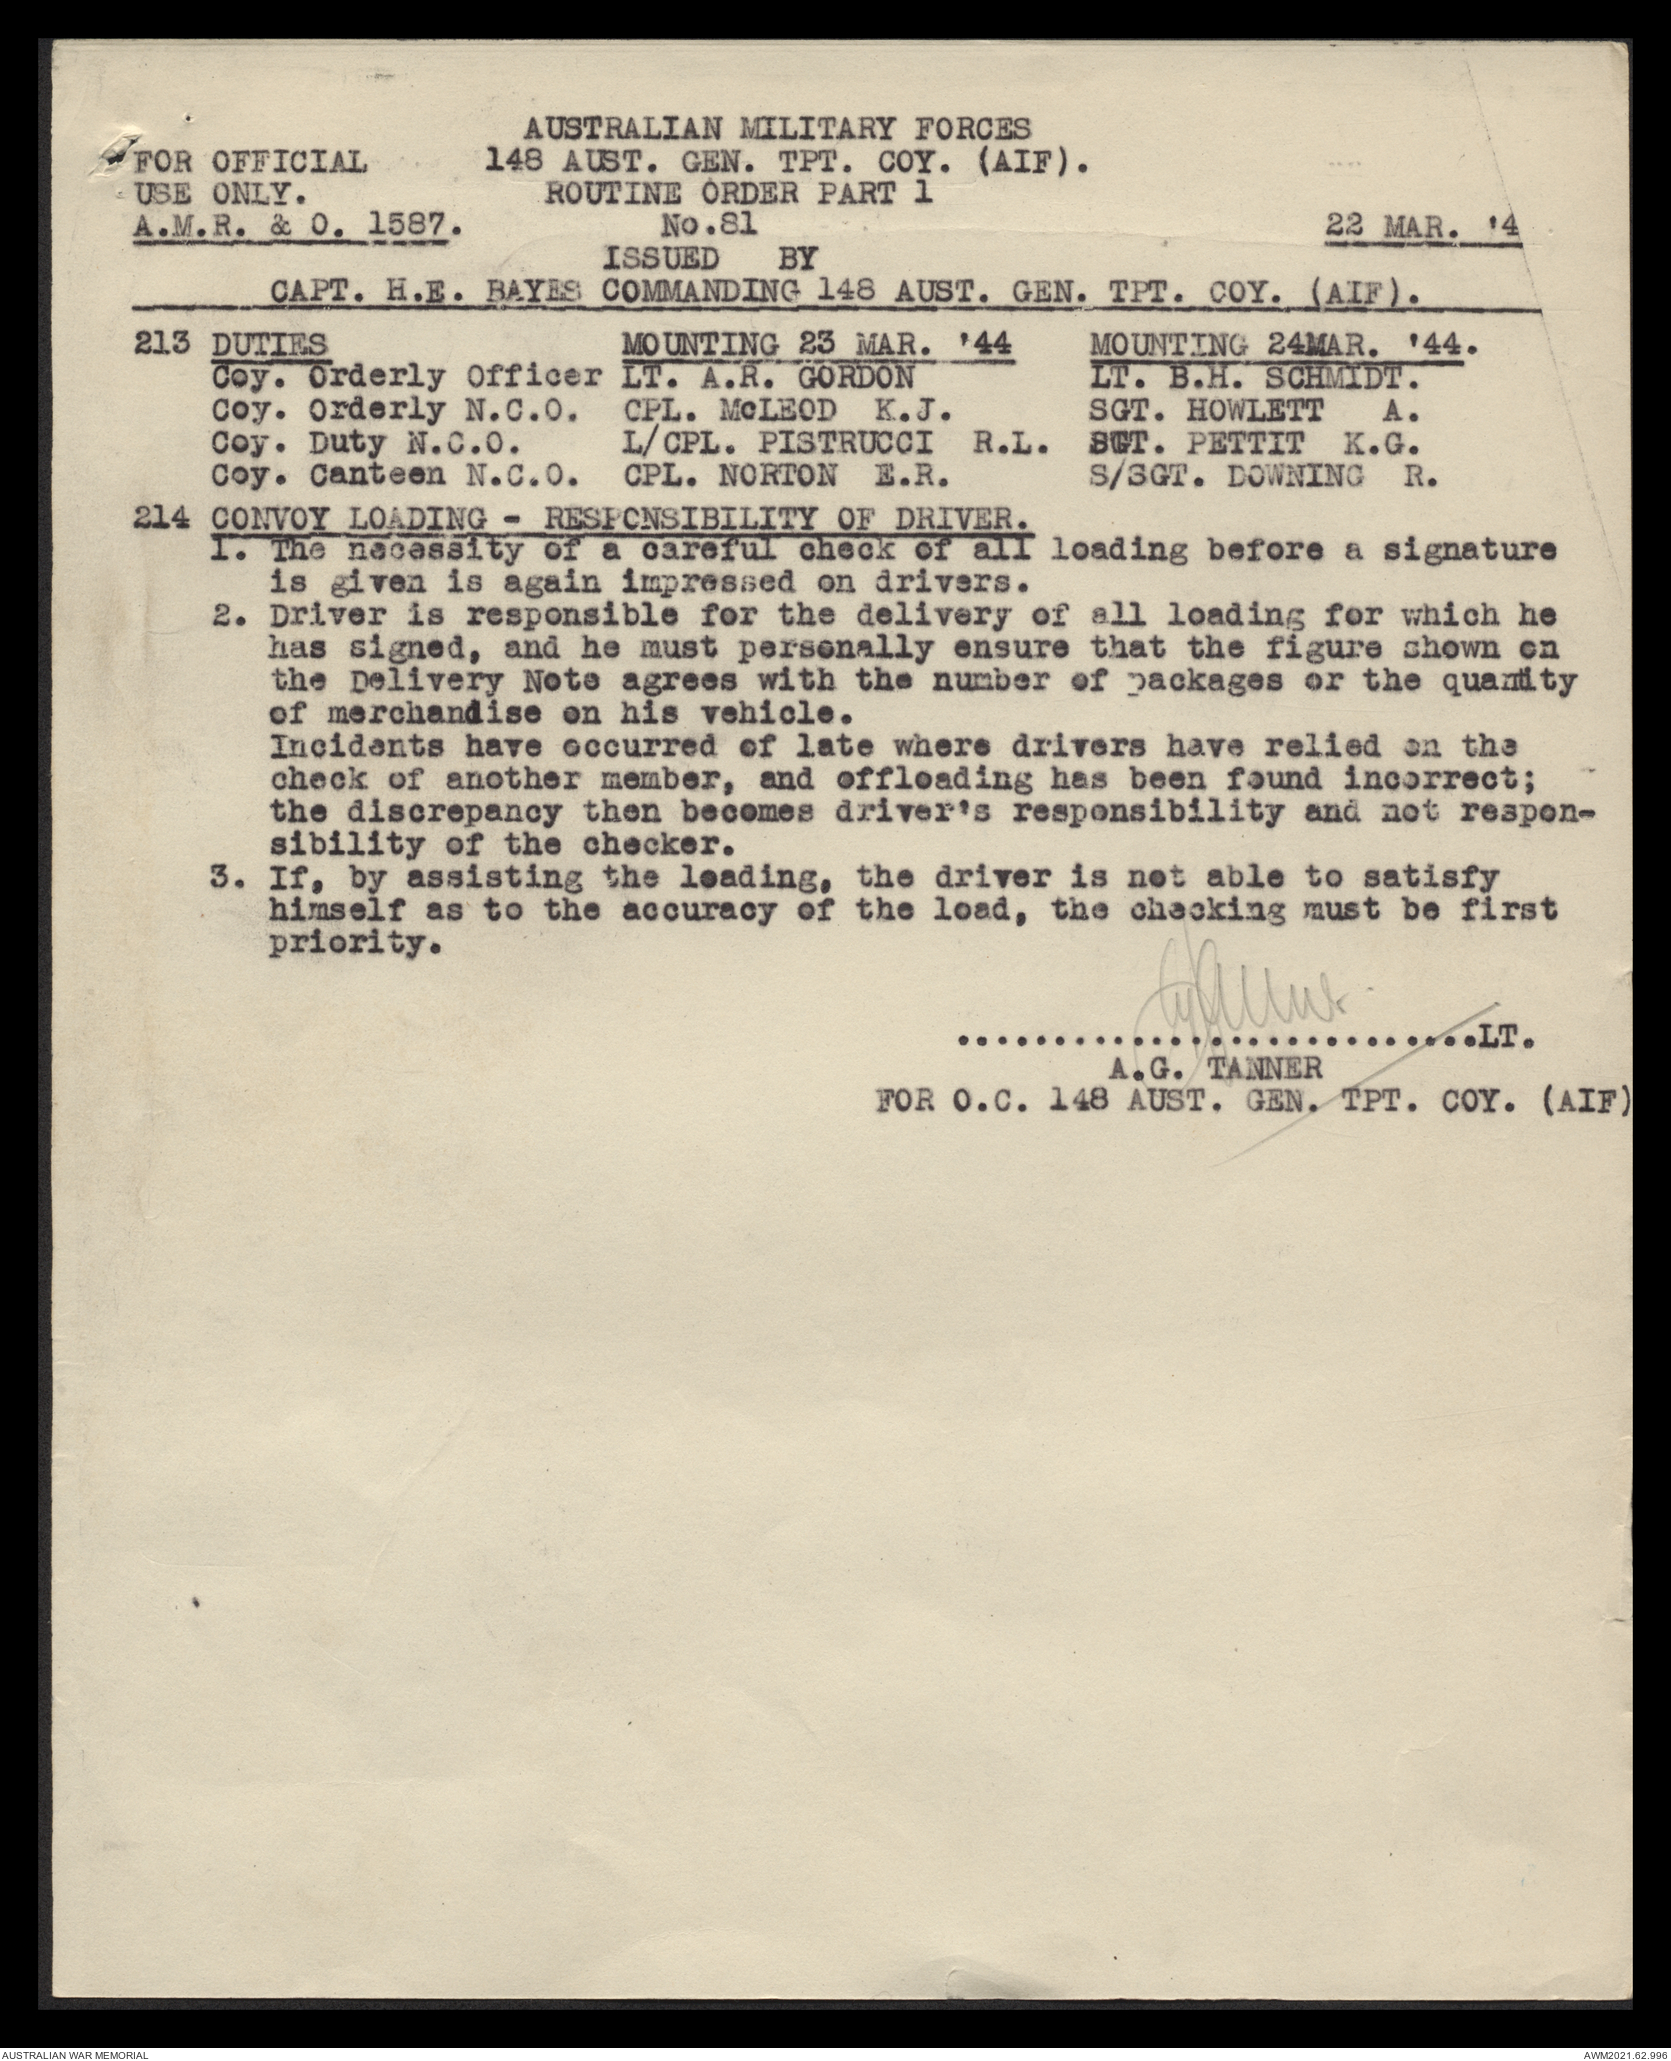 AUSTRALIAN MILITARY FORCES
FOR OFFICIAL 148 AUST. GEN. TPT. COY. (AIF).
USE ONLY. ROUTINE ORDER PART 1
A.M.R. & O. 1587. No.81 22 MAR. '4
ISSUED BY
CAPT. H.E. BAYES COMMANDING 148 AUST. GEN. TPT. COY. (AIF).
213 DUTIES MOUNTING 23 MAR. '44 MOUNTING 24MAR. '44.
Coy. Orderly Officer LT. A.R. GORDON LT. B.H. SCHMIDT.
Coy. Orderly N.C.O. CPL. McLEOD K.J. SGT. HOWLETT A.
Coy. Duty N.C.O. L/CPL. PISTRUCCI R.L. SGT. PETTIT K.G.
Coy. Canteen N.C.O. CPL. NORTON E.R. S/SGT. DOWNING R.
214 CONVOY LOADING - RESPONSIBILITY OF DRIVER.
1. The necessity of a careful check of all loading before a signature
is given is again impressed on drivers.
2. Driver is responsible for the delivery of all loading for which he
has signed, and he must personally ensure that the figure shown on
the Delivery Note agrees with the number of packages or the quantity
of merchandise on his vehicle.
Incidents have occurred of late where drivers have relied on the
check of another member, and offloading has been found incorrect;
the discrepancy then becomes driver's responsibility and not respon-
sibility of the checker.
3. If, by assisting the loading, the driver is not able to satisfy
himself as to the accuracy of the load, the checking must be first
priority.
...........................LT.
A.G. TANNER
FOR O.C. 148 AUST. GEN. TPT. COY. (AIF)
AUSTRALIAN WAR MEMORIAL AWM2021.62.996